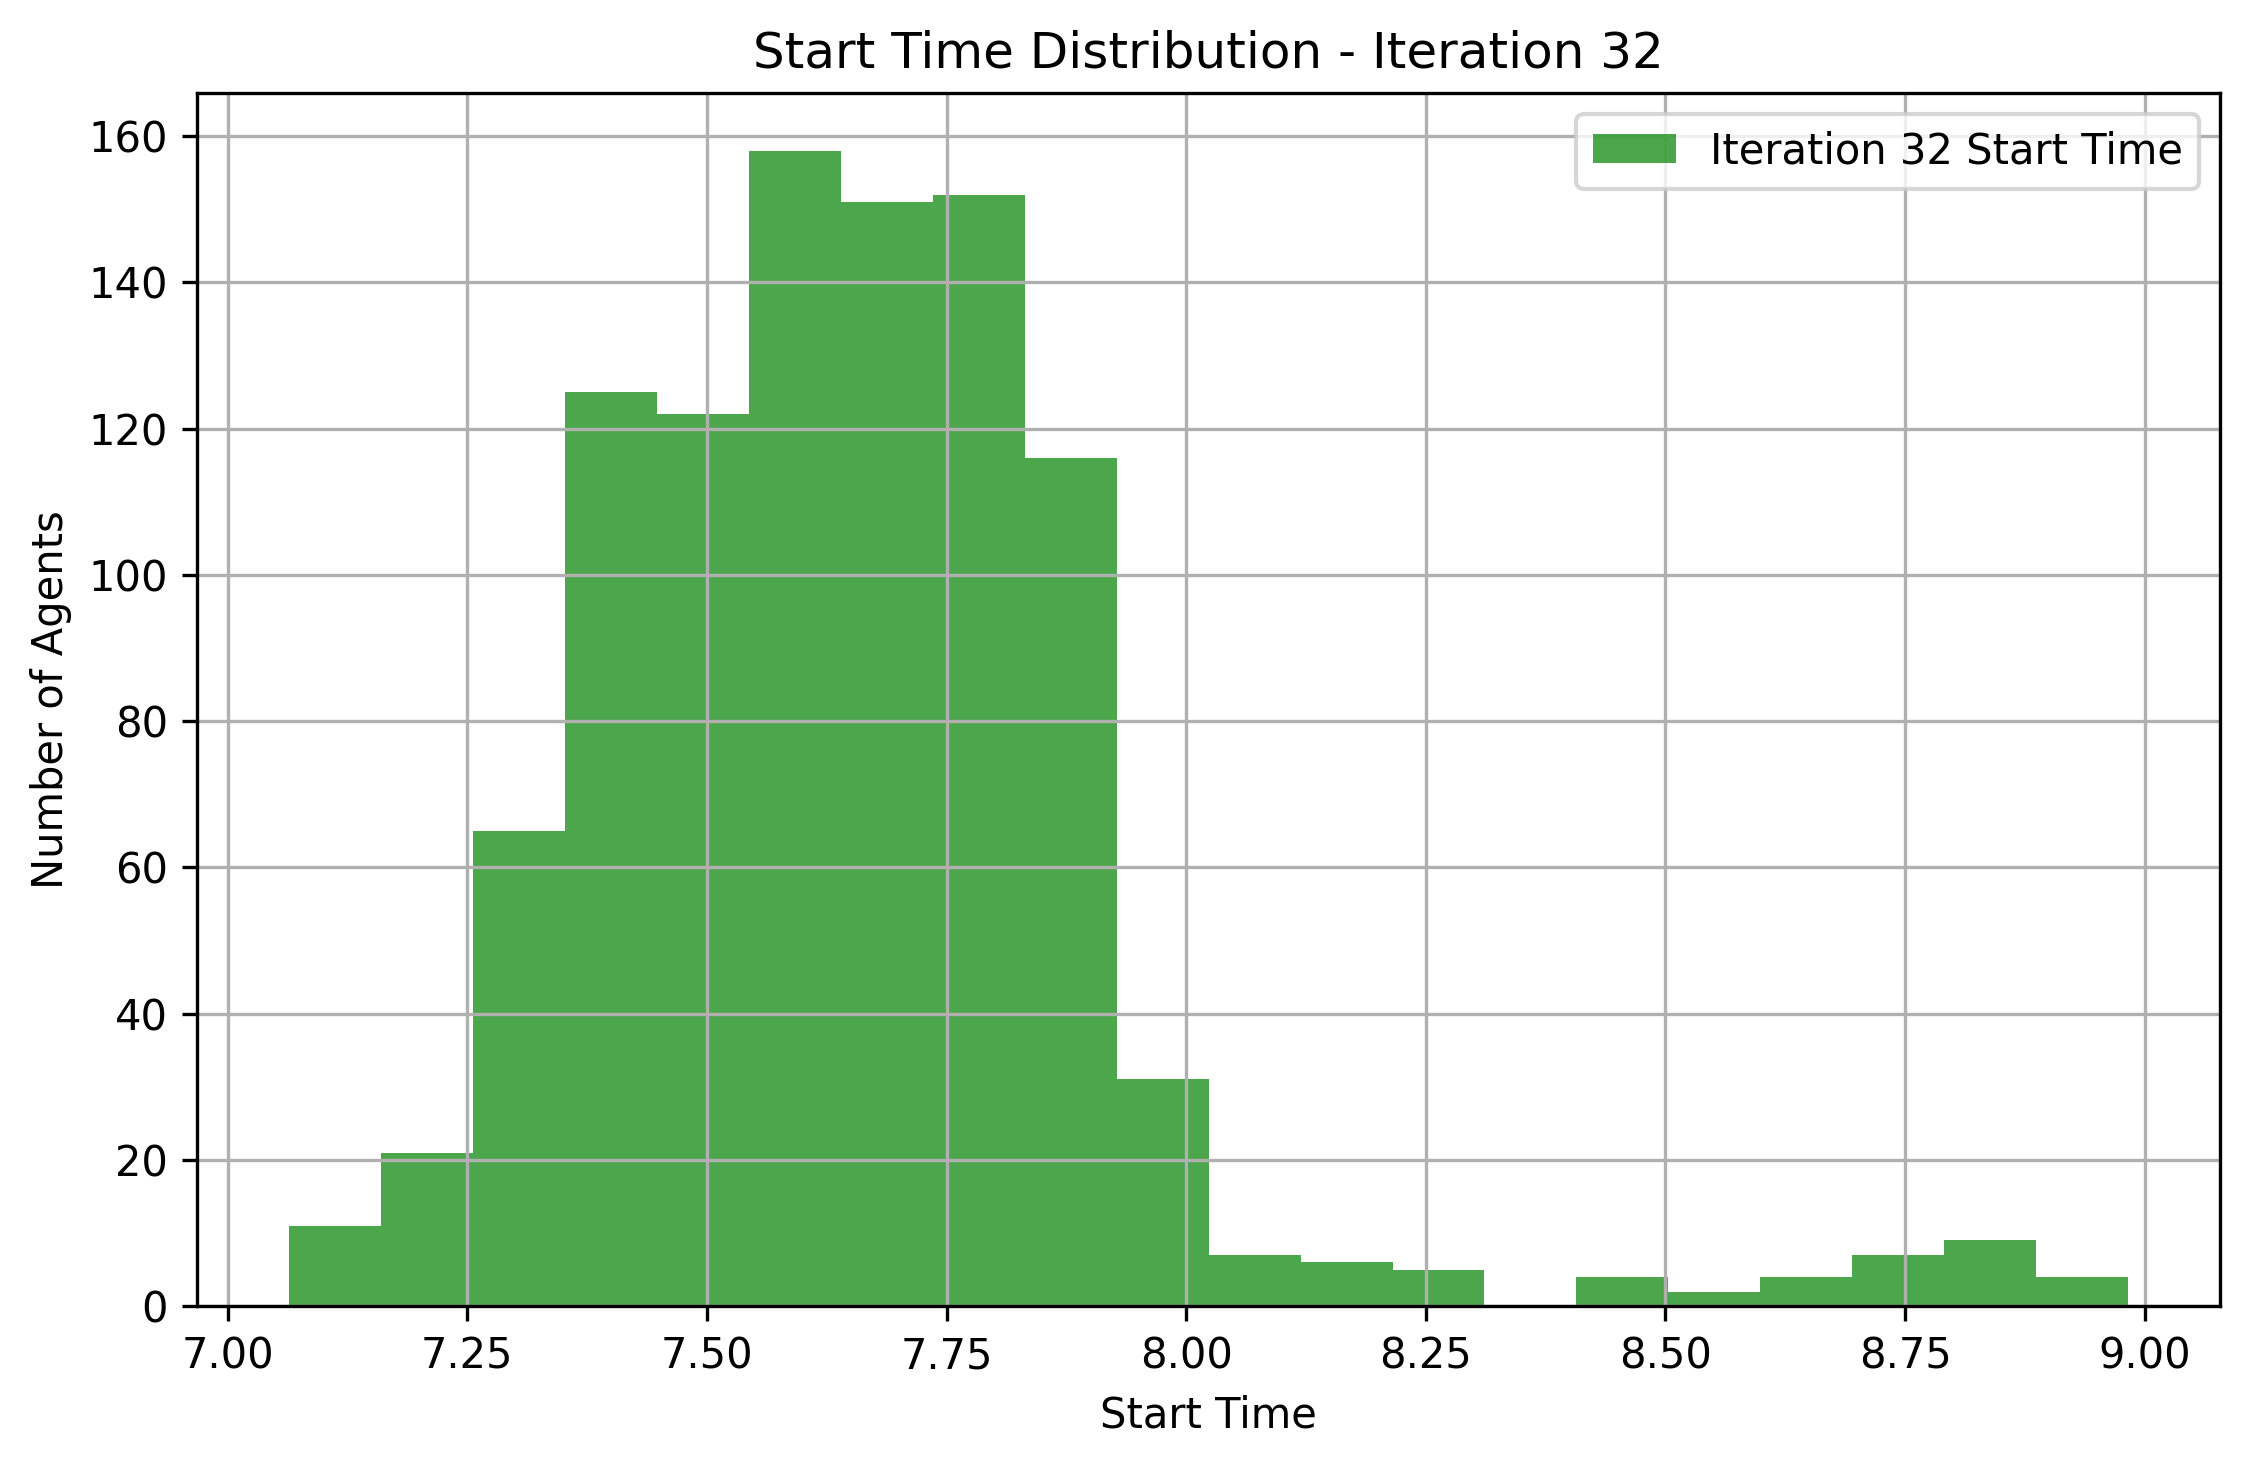 Start Time Distribution - Iteration 32
Iteration 32 Start Time
160
140
120
100
80
60
40
20
0
Number of Agents
7.00 7.25 7.50 7.75 8.00 8.25 8.50 8.75 9.00
Start Time